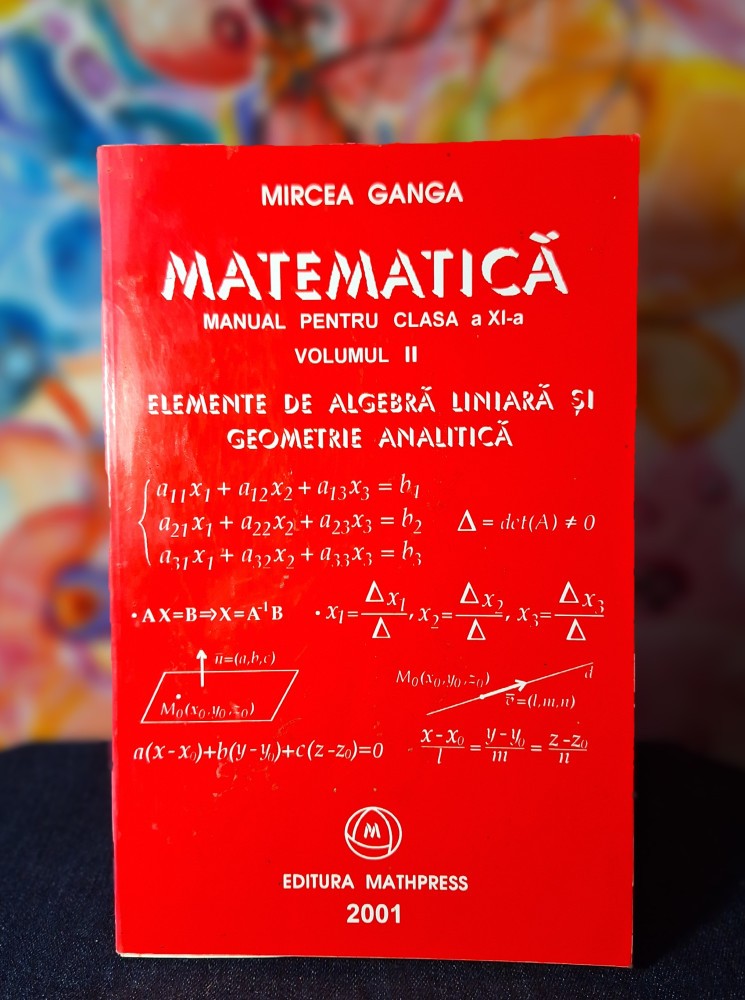 MIRCEA GANGA
MATEMATICĂ
MANUAL PENTRU CLASA a XI-a
VOLUMUL II
ELEMENTE DE ALGEBRĂ LINIARĂ ȘI
GEOMETRIE ANALITICĂ
a₁₁x₁ + a₁₂x₂ + a₁₃x₃ = b₁
a₂₁x₁ + a₂₂x₂ + a₂₃x₃ = b₂ Δ = det(A) ≠ 0
a₃₁x₁ + a₃₂x₂ + a₃₃x₃ = b₃
• AX=B⇒X=A⁻¹B • x₁=Δx₁/Δ, x₂=Δx₂/Δ, x₃=Δx₃/Δ
ū=(a,b,c)
M₀(x₀,y₀,z₀)
M₀(x₀,y₀,z₀) d
v̄=(l,m,n)
a(x-x₀)+b(y-y₀)+c(z-z₀)=0 x-x₀/l = y-y₀/m = z-z₀/n
M
EDITURA MATHPRESS
2001